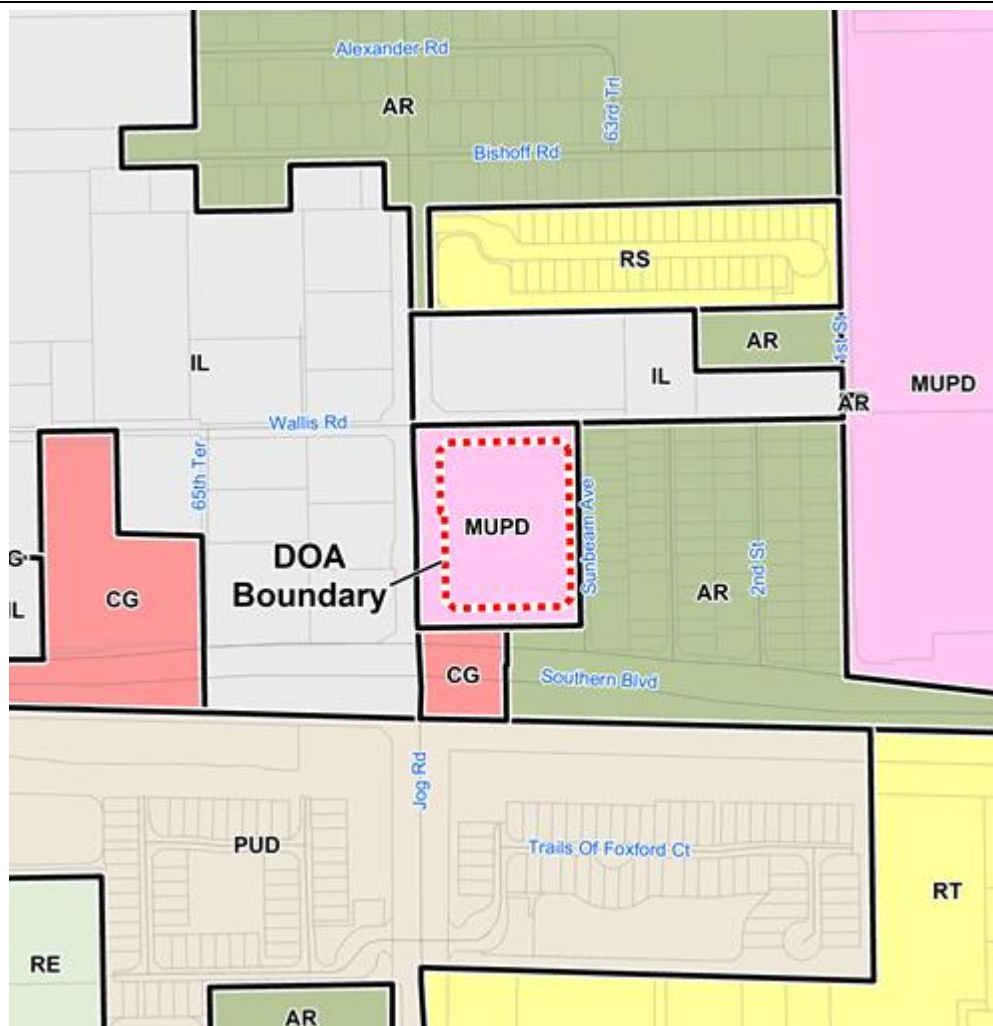 Alexander Rd
AR
63rd Trl
Bishoff Rd
RS
AR
1st St
IL
IL
MUPD
AR
Wallis Rd
65th Ter
MUPD
Sunbeam Ave
DOA
Boundary
2nd St
AR
CG
IL
CG
Southern Blvd
Jog Rd
PUD
Trails Of Foxford Ct
RT
RE
AR